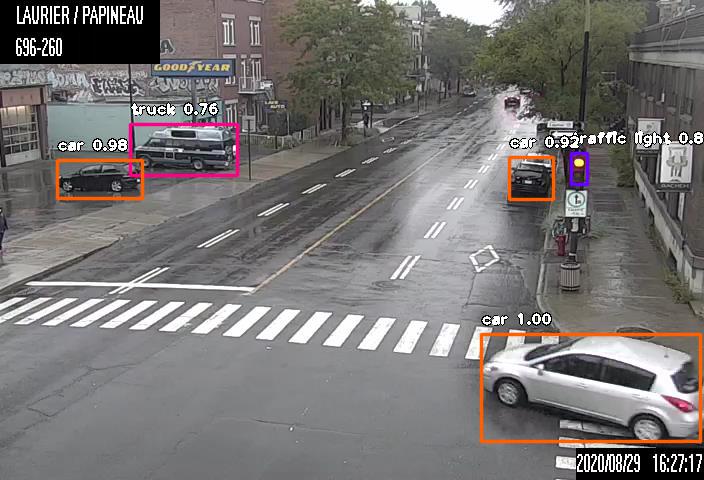 LAURIER / PAPINEAU
696-260
GOODYEAR
truck 0.76
car 0.98
car 0.92
traffic light 0.8
car 1.00
2020/08/29 16:27:17